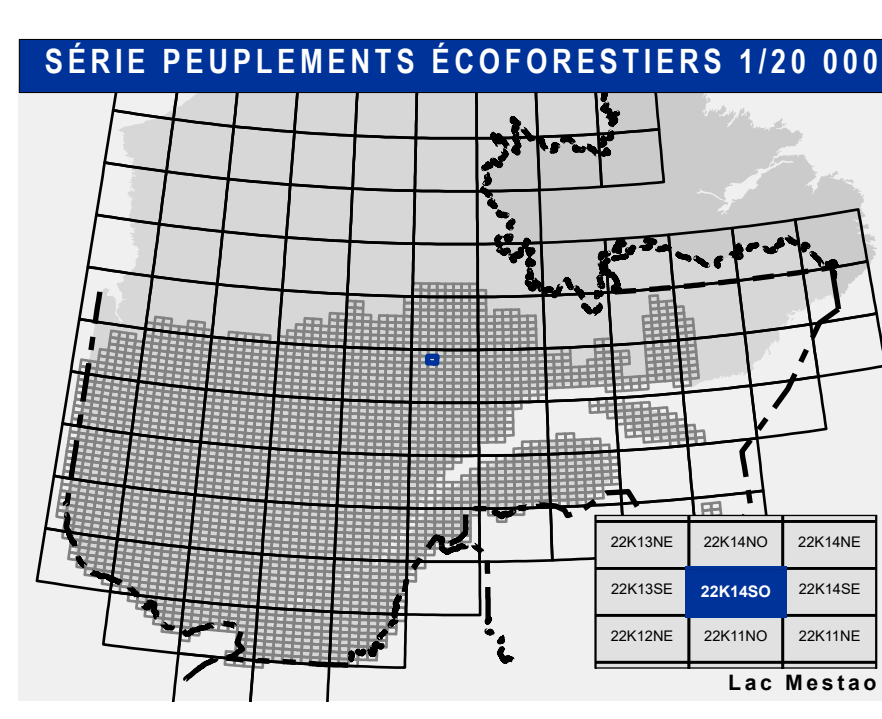 SÉRIE PEUPLEMENTS ÉCOFORESTIERS 1/20 000
22K13NE 22K14NO 22K14NE
22K13SE 22K14SO 22K14SE
22K12NE 22K11NO 22K11NE
Lac Mestao